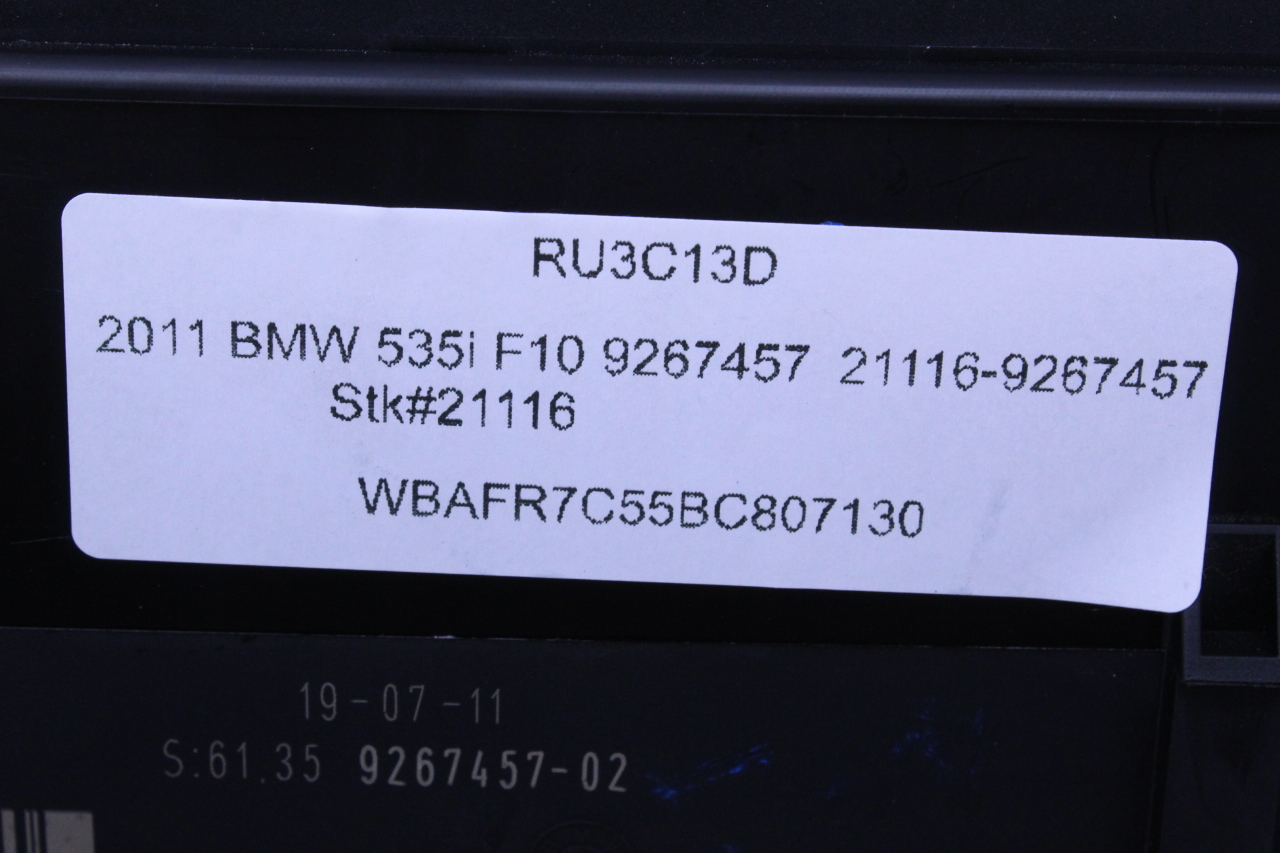 RU3C13D
2011 BMW 535i F10 9267457 21116-9267457
Stk#21116
WBAFR7C55BC807130
19-07-11
S:61.35 9267457-02